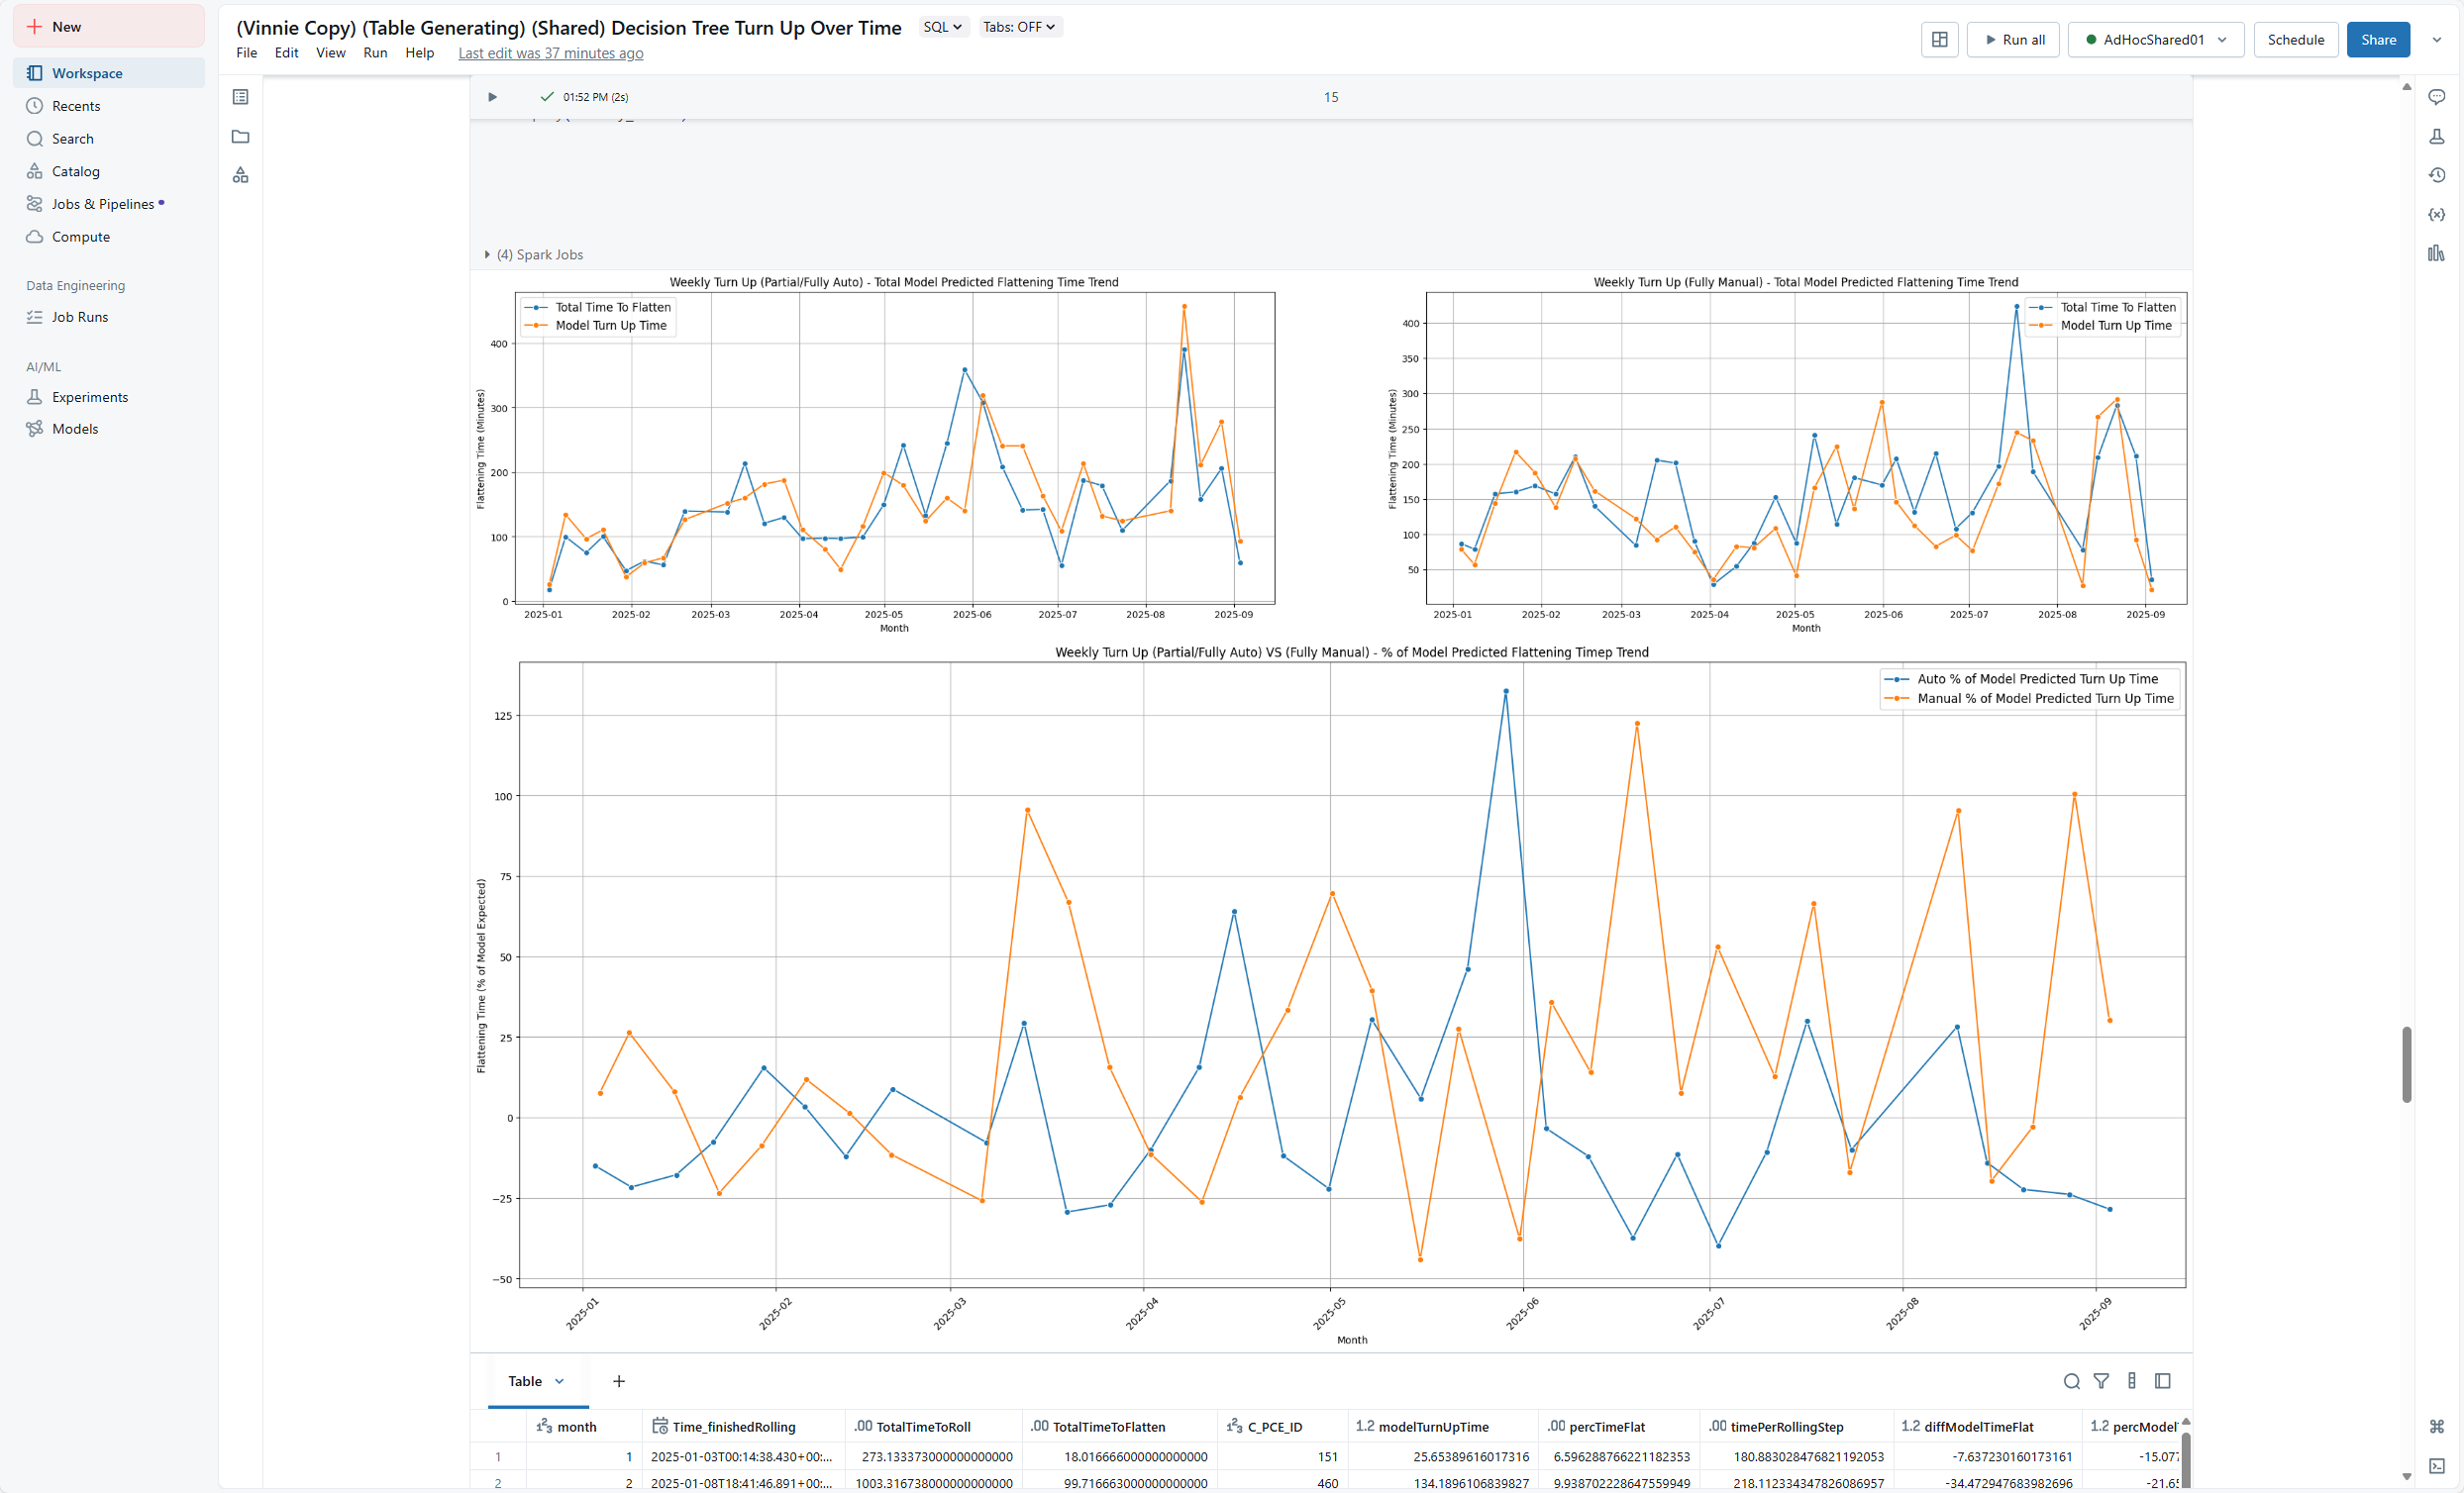 New
Workspace
Recents
Search
Catalog
Jobs & Pipelines
Compute
Data Engineering
Job Runs
AI/ML
Experiments
Models
(Vinnie Copy) (Table Generating) (Shared) Decision Tree Turn Up Over Time
SQL
Tabs: OFF
File Edit View Run Help Last edit was 37 minutes ago
Run all
AdHocShared01
Schedule
Share
01:52 PM (2s)
15
(4) Spark Jobs
Weekly Turn Up (Partial/Fully Auto) - Total Model Predicted Flattening Time Trend
Total Time To Flatten
Model Turn Up Time
Flattening Time (Minutes)
400
300
200
100
0
2025-01 2025-02 2025-03 2025-04 2025-05 2025-06 2025-07 2025-08 2025-09
Month
Weekly Turn Up (Fully Manual) - Total Model Predicted Flattening Time Trend
Total Time To Flatten
Model Turn Up Time
Flattening Time (Minutes)
400
350
300
250
200
150
100
50
2025-01 2025-02 2025-03 2025-04 2025-05 2025-06 2025-07 2025-08 2025-09
Month
Weekly Turn Up (Partial/Fully Auto) VS (Fully Manual) - % of Model Predicted Flattening Timep Trend
Auto % of Model Predicted Turn Up Time
Manual % of Model Predicted Turn Up Time
Flattening Time (% of Model Expected)
125
100
75
50
25
0
−25
−50
2025-01 2025-02 2025-03 2025-04 2025-05 2025-06 2025-07 2025-08 2025-09
Month
Table
month Time_finishedRolling .00 TotalTimeToRoll .00 TotalTimeToFlatten C_PCE_ID 1.2 modelTurnUpTime .00 percTimeFlat .00 timePerRollingStep 1.2 diffModelTimeFlat 1.2 percModelT
1 1 2025-01-03T00:14:38.430+00:... 273.133373000000000000 18.016666000000000000 151 25.65389616017316 6.596288766221182353 180.883028476821192053 -7.637230160173161 -15.077
2 2 2025-01-08T18:41:46.891+00:... 1003.316738000000000000 99.716663000000000000 460 134.1896106839827 9.938702228647559949 218.112334347826086957 -34.472947683982696 -21.65